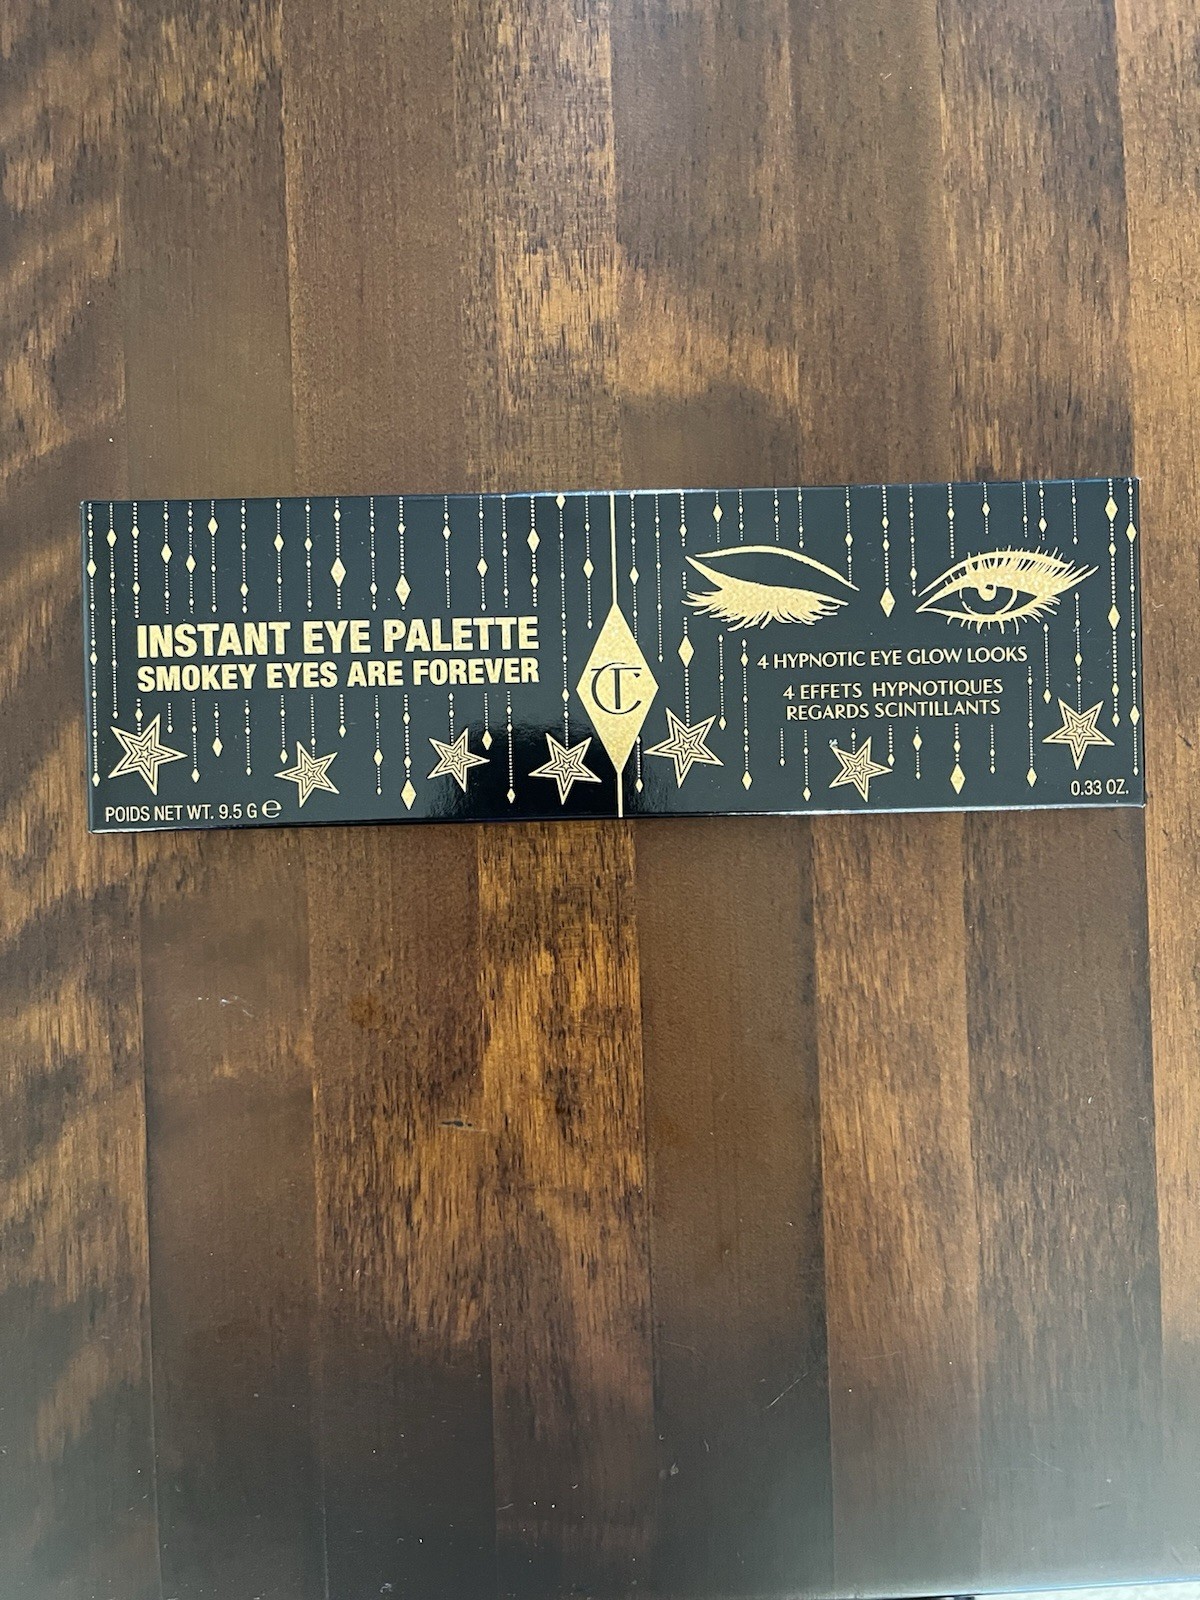 INSTANT EYE PALETTE
SMOKEY EYES ARE FOREVER
POIDS NET WT. 9.5 G ℮
CT
4 HYPNOTIC EYE GLOW LOOKS
4 EFFETS HYPNOTIQUES
REGARDS SCINTILLANTS
0.33 OZ.